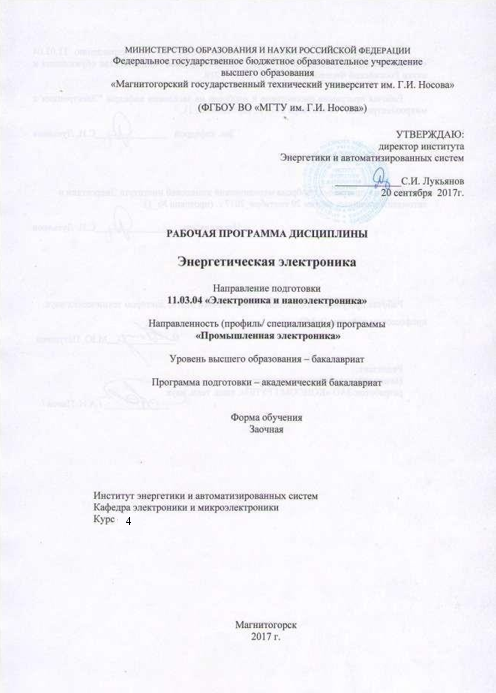 МИНИСТЕРСТВО ОБРАЗОВАНИЯ И НАУКИ РОССИЙСКОЙ ФЕДЕРАЦИИ
Федеральное государственное бюджетное образовательное учреждение
высшего образования
«Магнитогорский государственный технический университет им. Г.И. Носова»
(ФГБОУ ВО «МГТУ им. Г.И. Носова»)
УТВЕРЖДАЮ:
директор института
Энергетики и автоматизированных систем
С.И. Лукьянов
20 сентября 2017г.
РАБОЧАЯ ПРОГРАММА ДИСЦИПЛИНЫ
Энергетическая электроника
Направление подготовки
11.03.04 «Электроника и наноэлектроника»
Направленность (профиль/ специализация) программы
«Промышленная электроника»
Уровень высшего образования – бакалавриат
Программа подготовки – академический бакалавриат
Форма обучения
Заочная
Институт энергетики и автоматизированных систем
Кафедра электроники и микроэлектроники
Курс 4
Магнитогорск
2017 г.